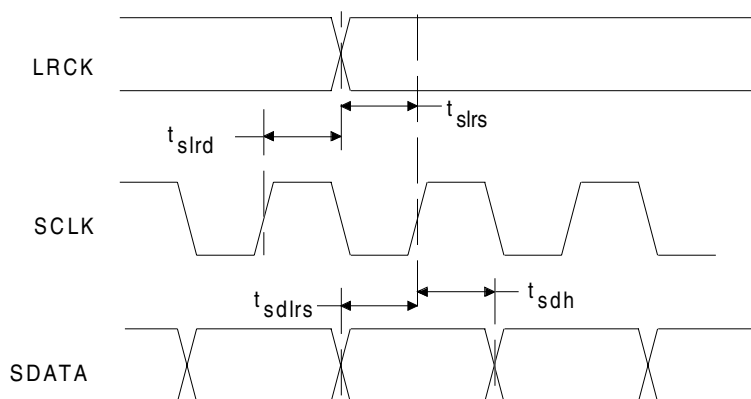 LRCK
t slrs
t slrd
SCLK
t sdlrs
t sdh
SDATA